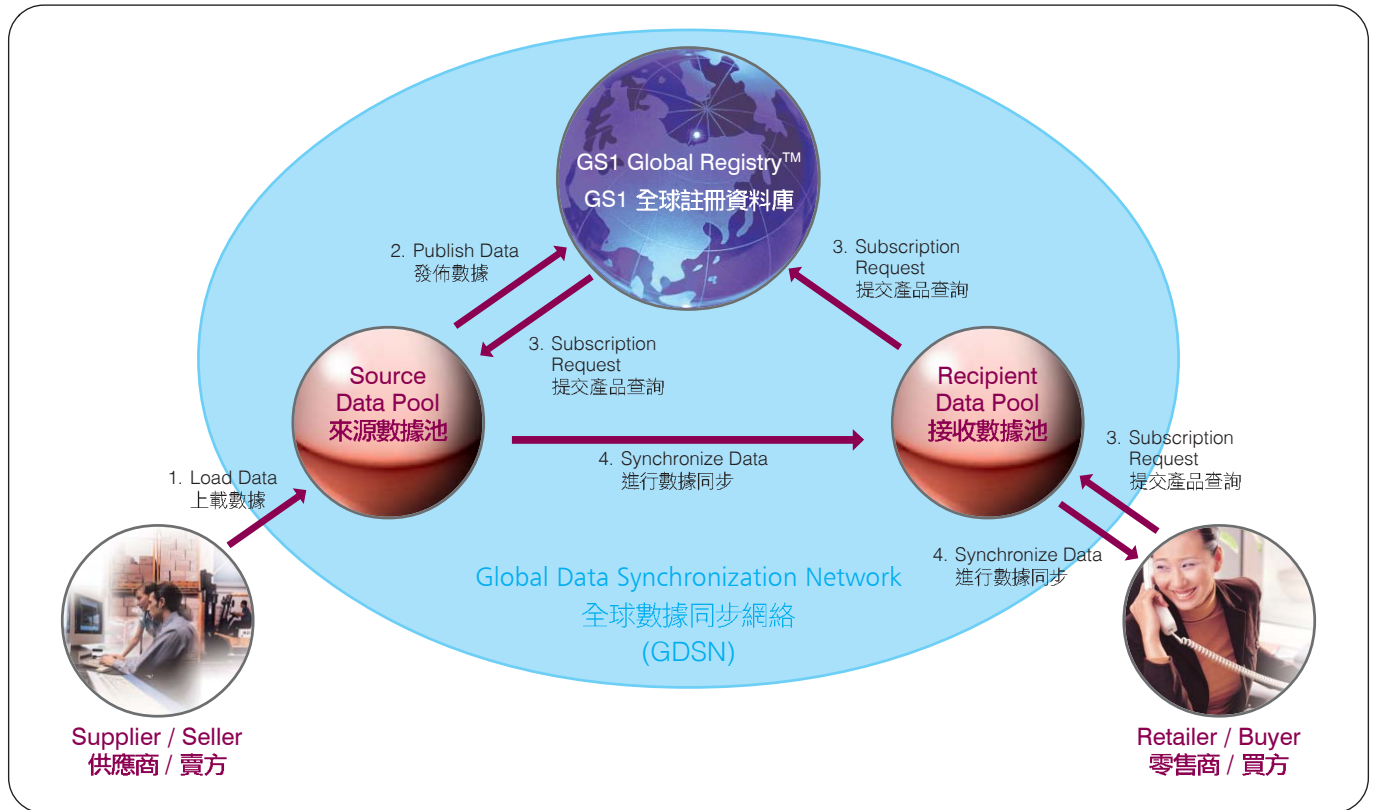 GS1 Global Registry™
GS1 全球註冊資料庫
2. Publish Data
發佈數據
3. Subscription
Request
提交產品查詢
3. Subscription
Request
提交產品查詢
Source
Data Pool
來源數據池
Recipient
Data Pool
接收數據池
4. Synchronize Data
進行數據同步
1. Load Data
上載數據
3. Subscription
Request
提交產品查詢
4. Synchronize Data
進行數據同步
Global Data Synchronization Network
全球數據同步網絡
(GDSN)
Supplier / Seller
供應商 / 賣方
Retailer / Buyer
零售商 / 買方